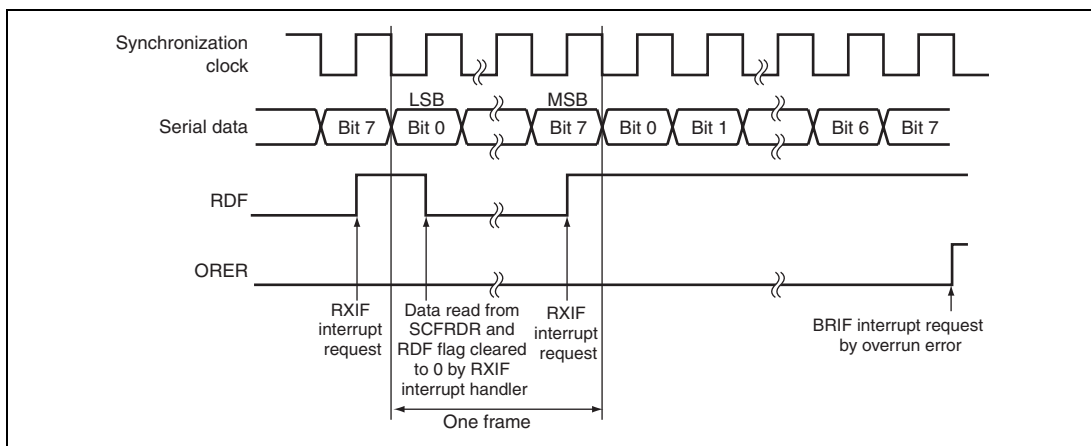 Synchronization
clock
LSB
MSB
Serial data
Bit 7
Bit 0
Bit 7
Bit 0
Bit 1
Bit 6
Bit 7
RDF
ORER
RXIF
interrupt
request
Data read from
SCFRDR and
RDF flag cleared
to 0 by RXIF
interrupt handler
RXIF
interrupt
request
BRIF interrupt request
by overrun error
One frame